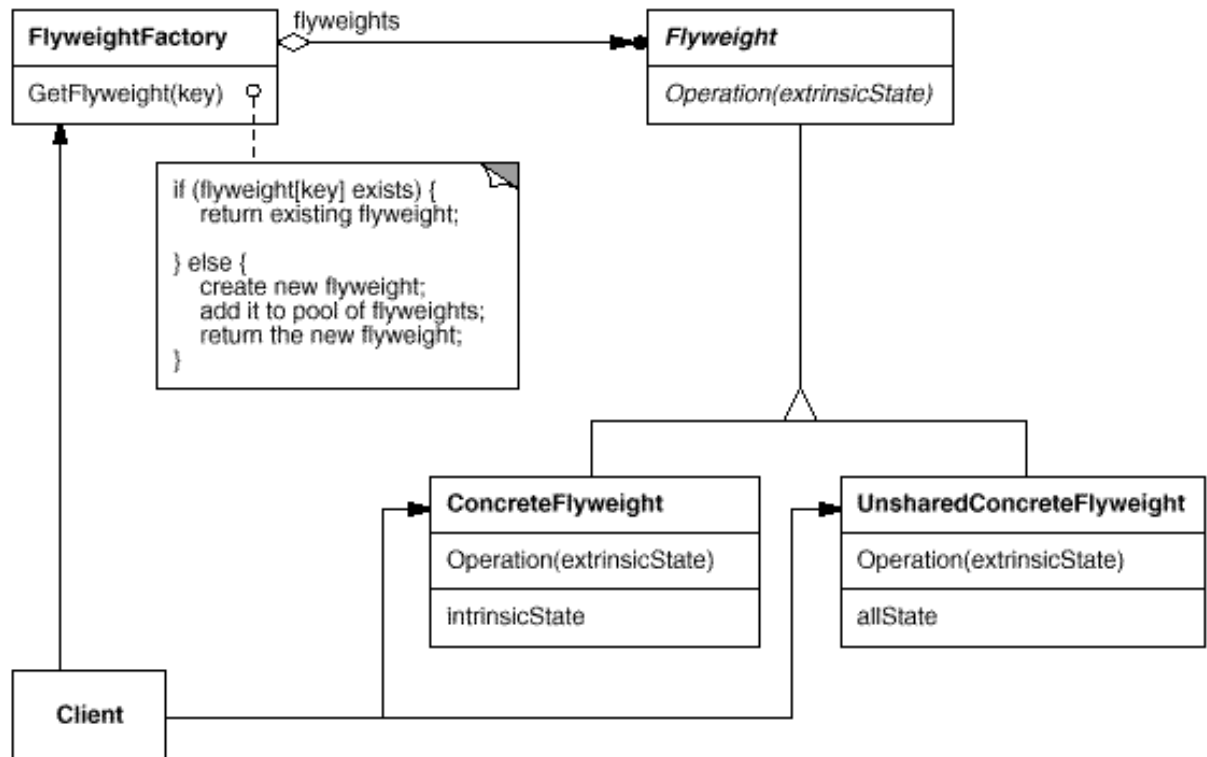 flyweights
FlyweightFactory
GetFlyweight(key)
Flyweight
Operation(extrinsicState)
if (flyweight[key] exists) {
return existing flyweight;
} else {
create new flyweight;
add it to pool of flyweights;
return the new flyweight;
}
ConcreteFlyweight
Operation(extrinsicState)
intrinsicState
UnsharedConcreteFlyweight
Operation(extrinsicState)
allState
Client